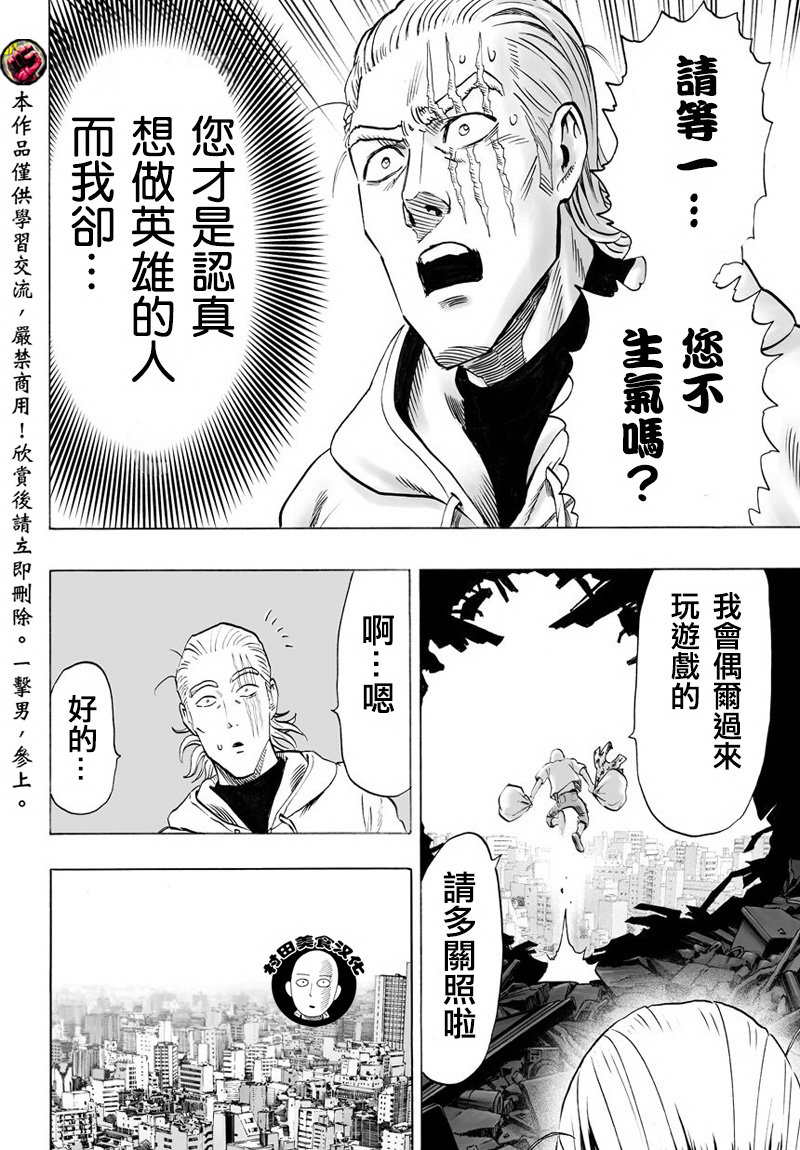 請等一…
您不
生氣嗎？
您才是認真
想做英雄的人
而我卻…
我會偶爾過來
玩遊戲的
請多關照啦
啊…嗯
好的…
村田美食汉化
本作品僅供學習交流，嚴禁商用！欣賞後請立即刪除。一擊男，參上。